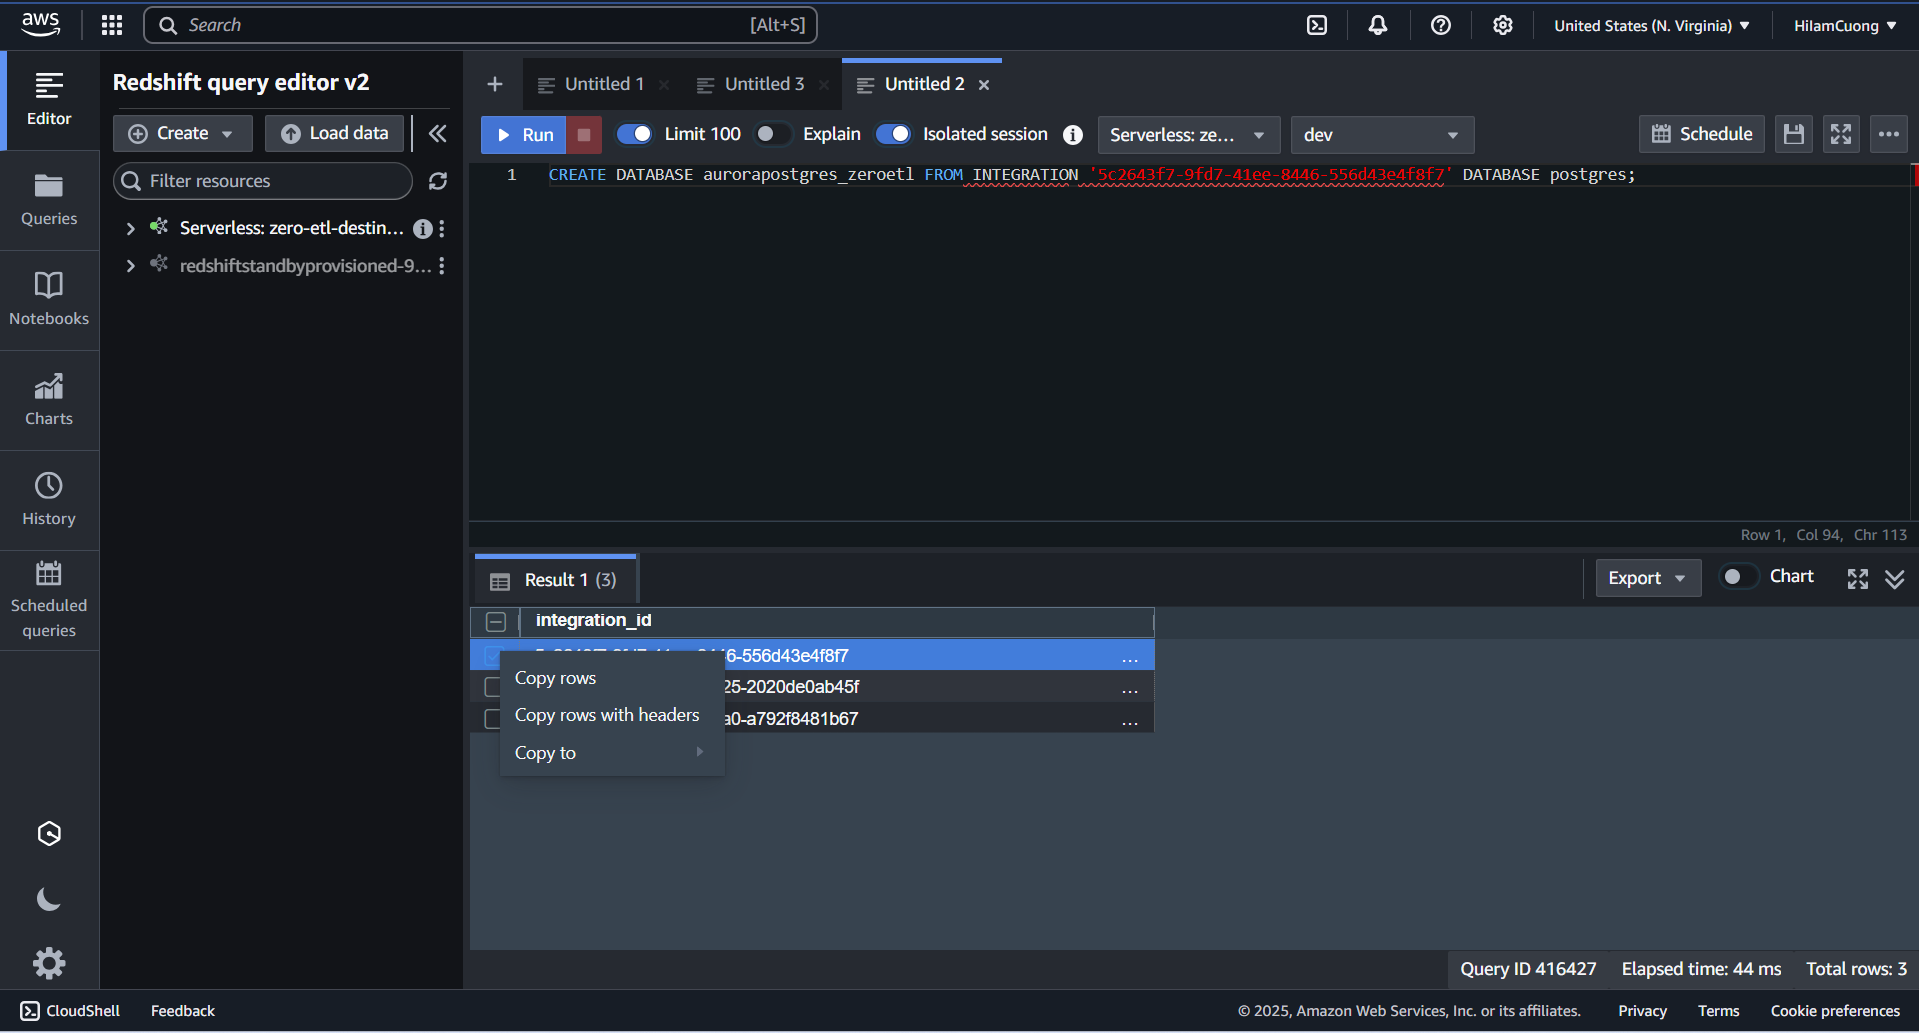 aws
Search
[Alt+S]
United States (N. Virginia)
HilamCuong
Editor
Queries
Notebooks
Charts
History
Scheduled
queries
Redshift query editor v2
Create
Load data
Filter resources
Serverless: zero-etl-destin...
redshiftstandbyprovisioned-9...
Untitled 1
Untitled 3
Untitled 2
Run
Limit 100
Explain
Isolated session
Serverless: ze...
dev
Schedule
1 CREATE DATABASE aurorapostgres_zeroetl FROM INTEGRATION '5c2643f7-9fd7-41ee-8446-556d43e4f8f7' DATABASE postgres;
Row 1, Col 94, Chr 113
Result 1 (3)
Export
Chart
integration_id
6-556d43e4f8f7 ...
25-2020de0ab45f ...
a0-a792f8481b67 ...
Copy rows
Copy rows with headers
Copy to
Query ID 416427 Elapsed time: 44 ms Total rows: 3
CloudShell
Feedback
© 2025, Amazon Web Services, Inc. or its affiliates.
Privacy
Terms
Cookie preferences